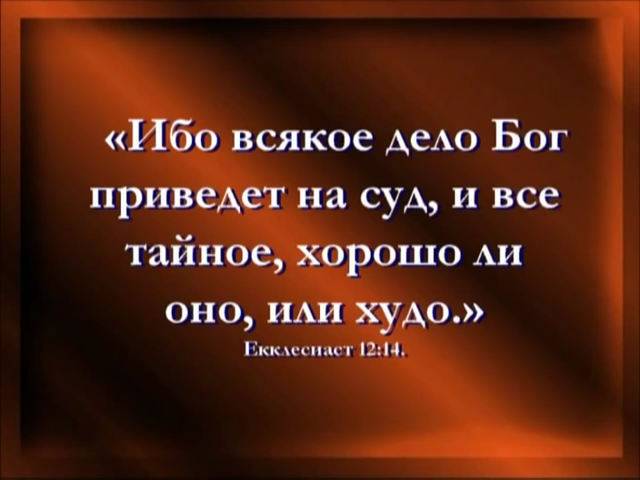 «Ибо всякое дело Бог
приведет на суд, и все
тайное, хорошо ли
оно, или худо.»
Екклесиаст 12:14.